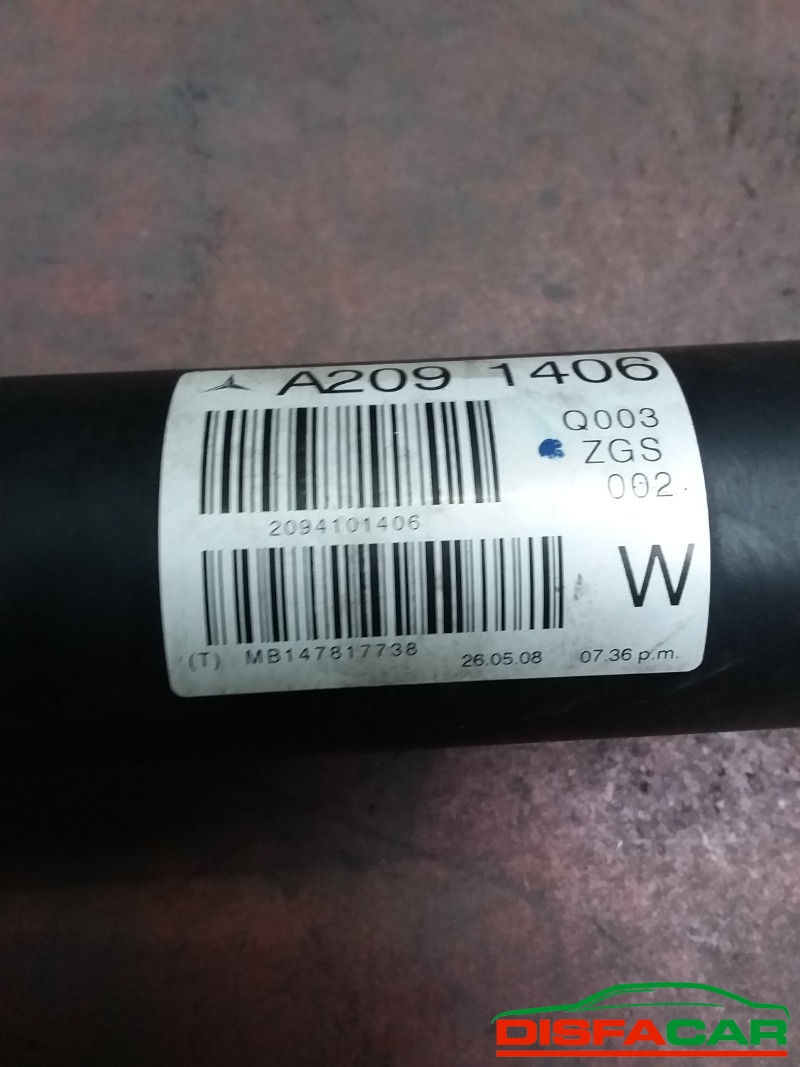 A209 1406
Q003
ZGS
002
2094101406
W
(T) MB147817738 26.05.08 07.36 p.m.
DISFACAR